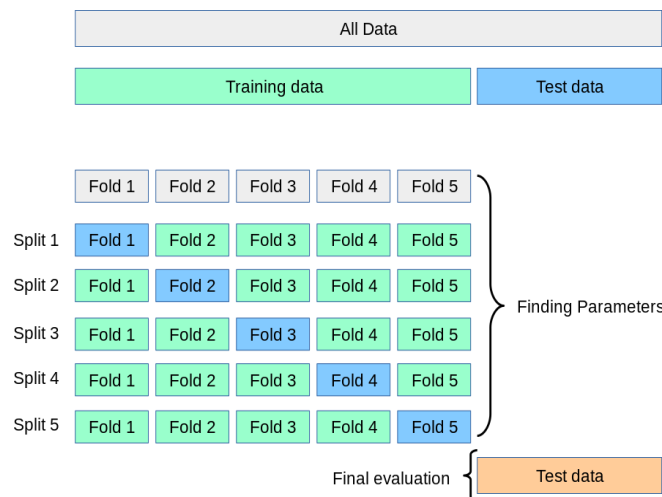 All Data
Training data Test data
Fold 1 Fold 2 Fold 3 Fold 4 Fold 5
Split 1 Fold 1 Fold 2 Fold 3 Fold 4 Fold 5
Split 2 Fold 1 Fold 2 Fold 3 Fold 4 Fold 5
Finding Parameters
Split 3 Fold 1 Fold 2 Fold 3 Fold 4 Fold 5
Split 4 Fold 1 Fold 2 Fold 3 Fold 4 Fold 5
Split 5 Fold 1 Fold 2 Fold 3 Fold 4 Fold 5
Final evaluation Test data